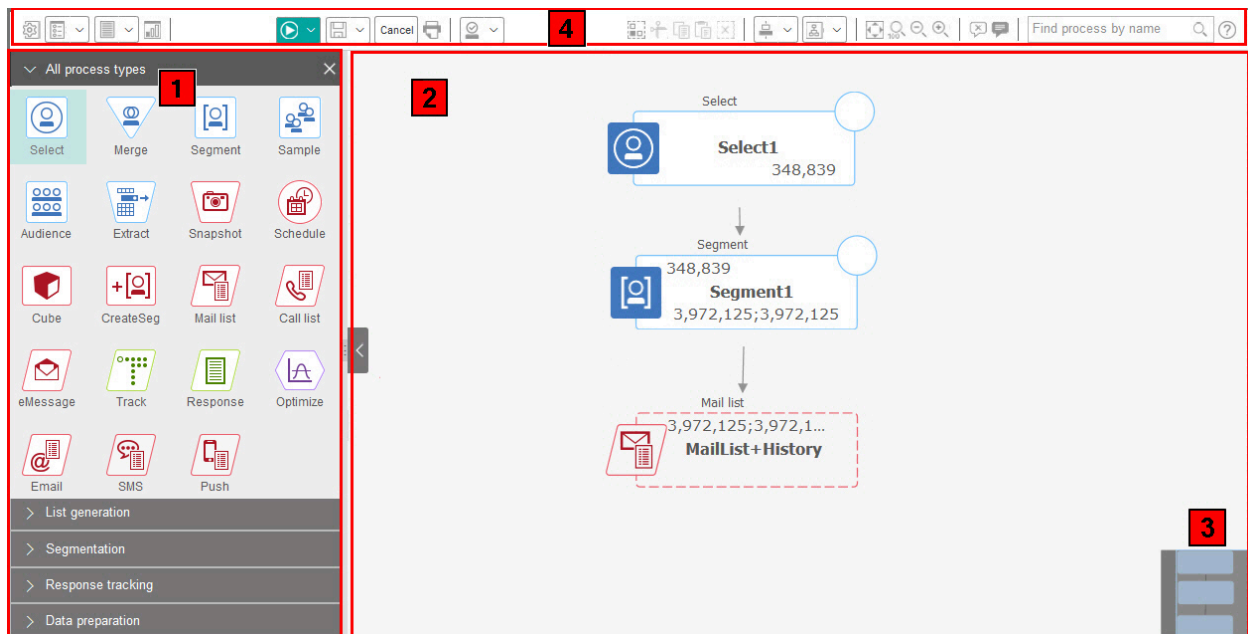 Cancel
4
100
Find process by name
?
All process types
1
Select
Merge
Segment
Sample
Audience
Extract
Snapshot
Schedule
Cube
CreateSeg
Mail list
Call list
eMessage
Track
Response
Optimize
@
Email
SMS
Push
List generation
Segmentation
Response tracking
Data preparation
2
Select
Select1
348,839
Segment
348,839
Segment1
3,972,125;3,972,125
Mail list
3,972,125;3,972,1...
MailList+History
3